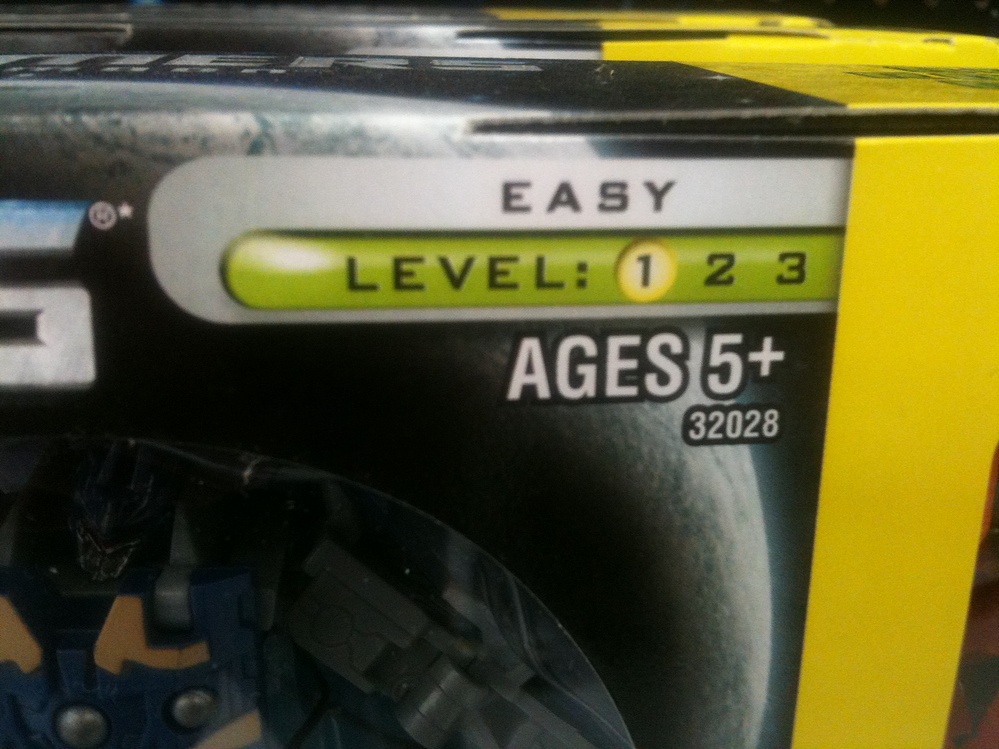 ®*
EASY
LEVEL: 1 2 3
AGES 5+
32028